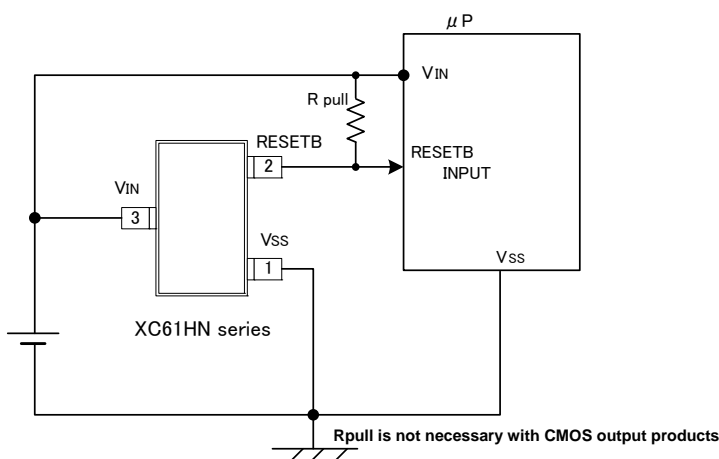 μP
VIN
R pull
RESETB
2
RESETB
INPUT
VIN
3
VSS
1
VSS
XC61HN series
Rpull is not necessary with CMOS output products